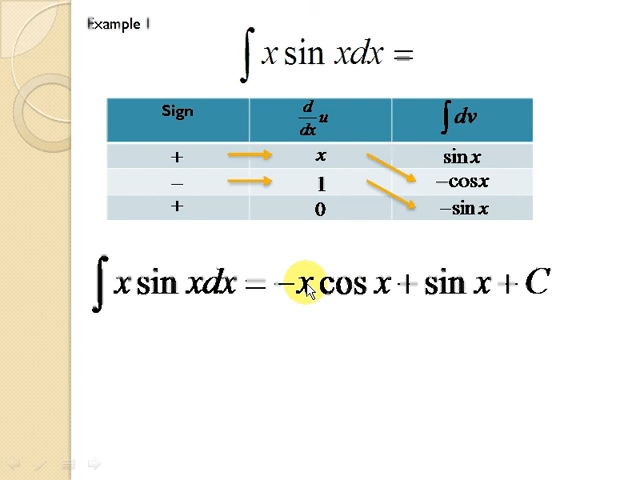 Example 1
∫ x sin xdx =
Sign d/dx u ∫ dv
+ x sin x
− 1 −cos x
+ 0 −sin x
∫ x sin xdx = −x cos x + sin x + C